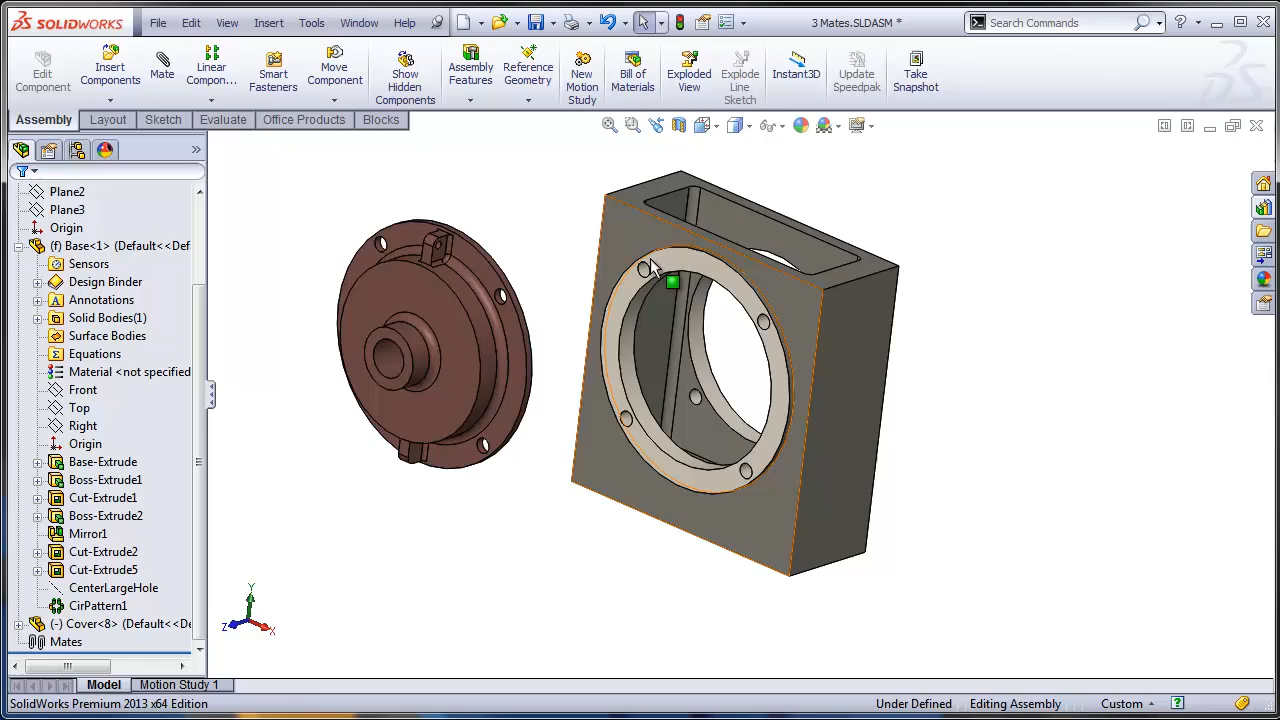 SOLIDWORKS File Edit View Insert Tools Window Help 3 Mates.SLDASM * Search Commands
Edit Component
Insert Components
Mate
Linear Compon...
Smart Fasteners
Move Component
Show Hidden Components
Assembly Features
Reference Geometry
New Motion Study
Bill of Materials
Exploded View
Explode Line Sketch
Instant3D
Update Speedpak
Take Snapshot
Assembly Layout Sketch Evaluate Office Products Blocks
Plane2
Plane3
Origin
(f) Base<1> (Default<<Def
Sensors
Design Binder
Annotations
Solid Bodies(1)
Surface Bodies
Equations
Material <not specified
Front
Top
Right
Origin
Base-Extrude
Boss-Extrude1
Cut-Extrude1
Boss-Extrude2
Mirror1
Cut-Extrude2
Cut-Extrude5
CenterLargeHole
CirPattern1
(-) Cover<8> (Default<<De
Mates
Y
Z X
Model Motion Study 1
SolidWorks Premium 2013 x64 Edition Under Defined Editing Assembly Custom